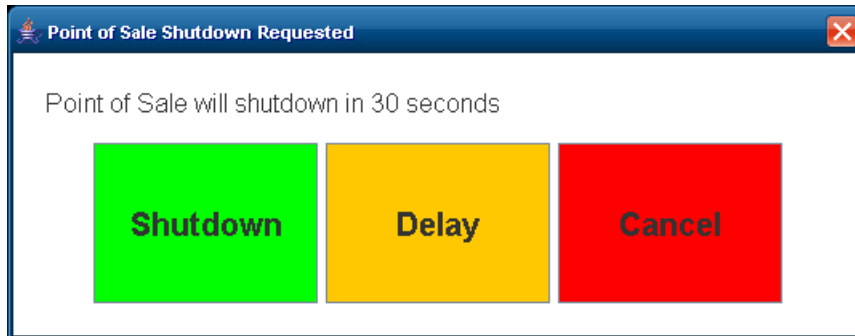 Point of Sale Shutdown Requested
Point of Sale will shutdown in 30 seconds
Shutdown Delay Cancel